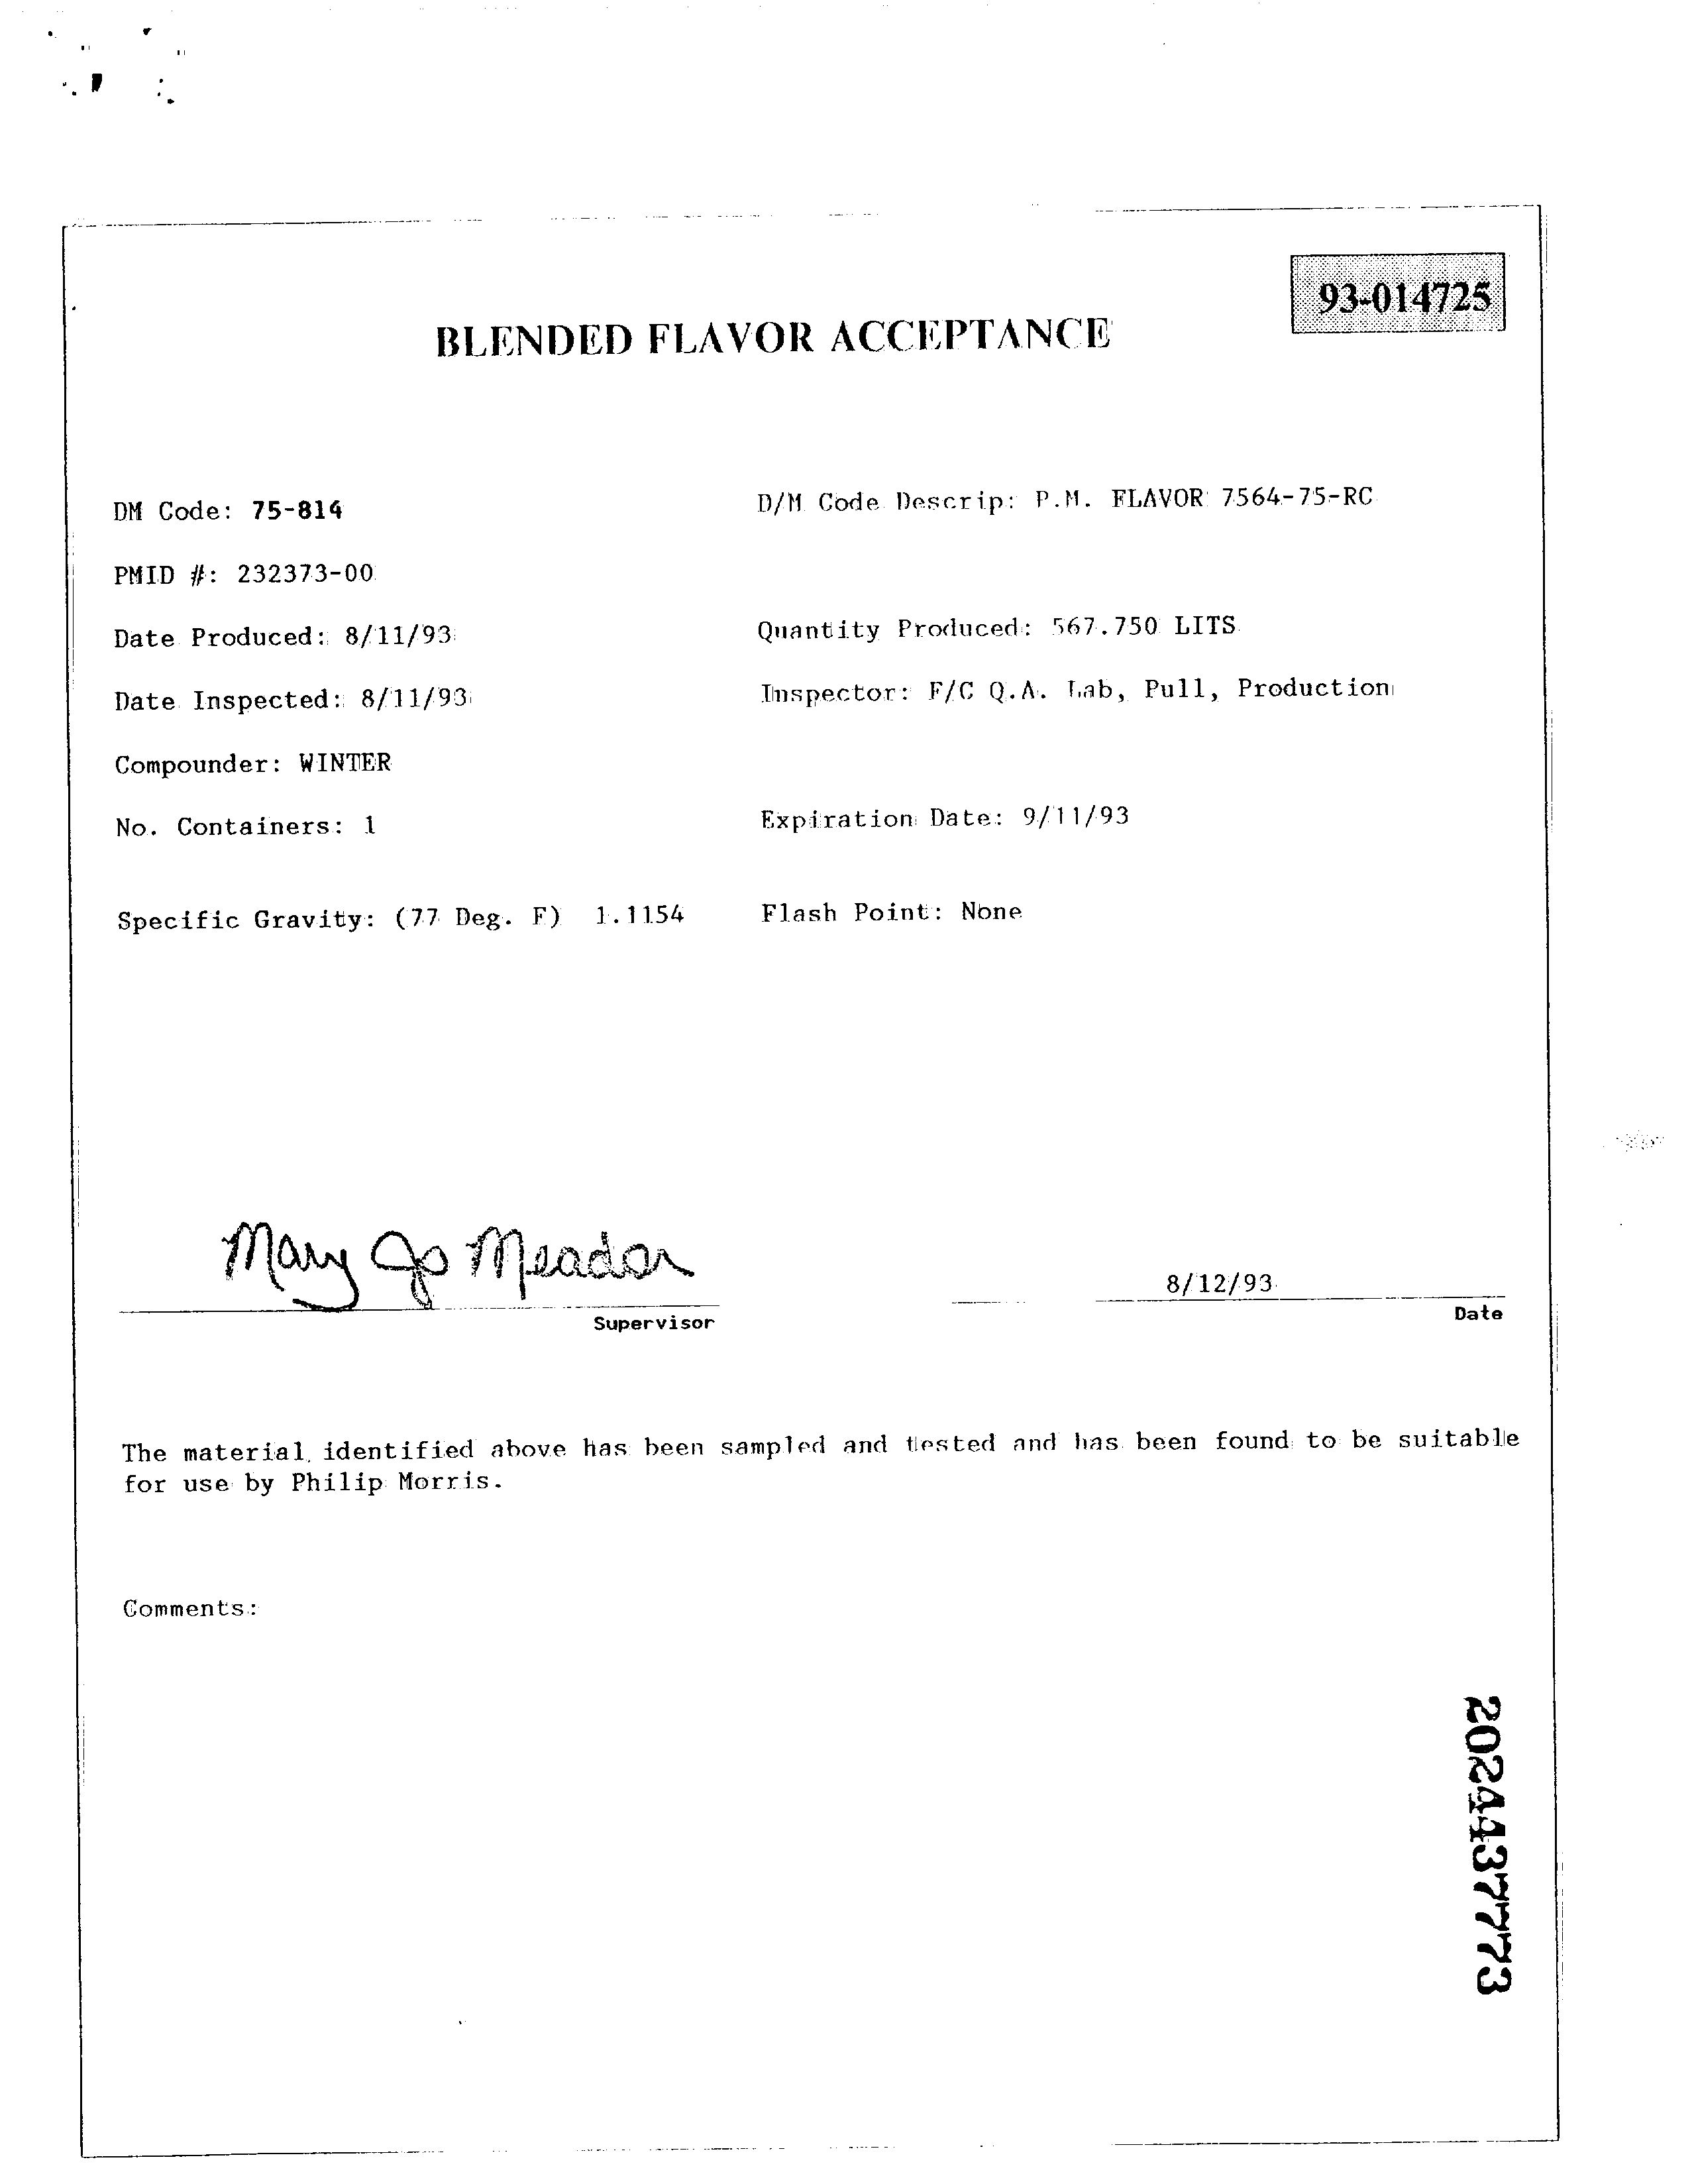 93-014725
BLENDED FLAVOR ACCEPTANCE
DM Code: 75-814
D/M Code Descrip: P.M. FLAVOR 7564-75-RC
PMID #: 232373-00
Date Produced: 8/11/93
Quantity Produced: 567.750 LITS
Date Inspected: 8/11/93
Inspector: F/C Q.A. Lab, Pull, Production
Compounder: WINTER
No. Containers: 1
Expiration Date: 9/11/93
Specific Gravity: (77 Deg. F) 1.1154
Flash Point: None
Mary Jo Meador
8/12/93
Supervisor
Date
The material identified above has been sampled and tested and has been found to be suitable
for use by Philip Morris.
Comments:
2024437773